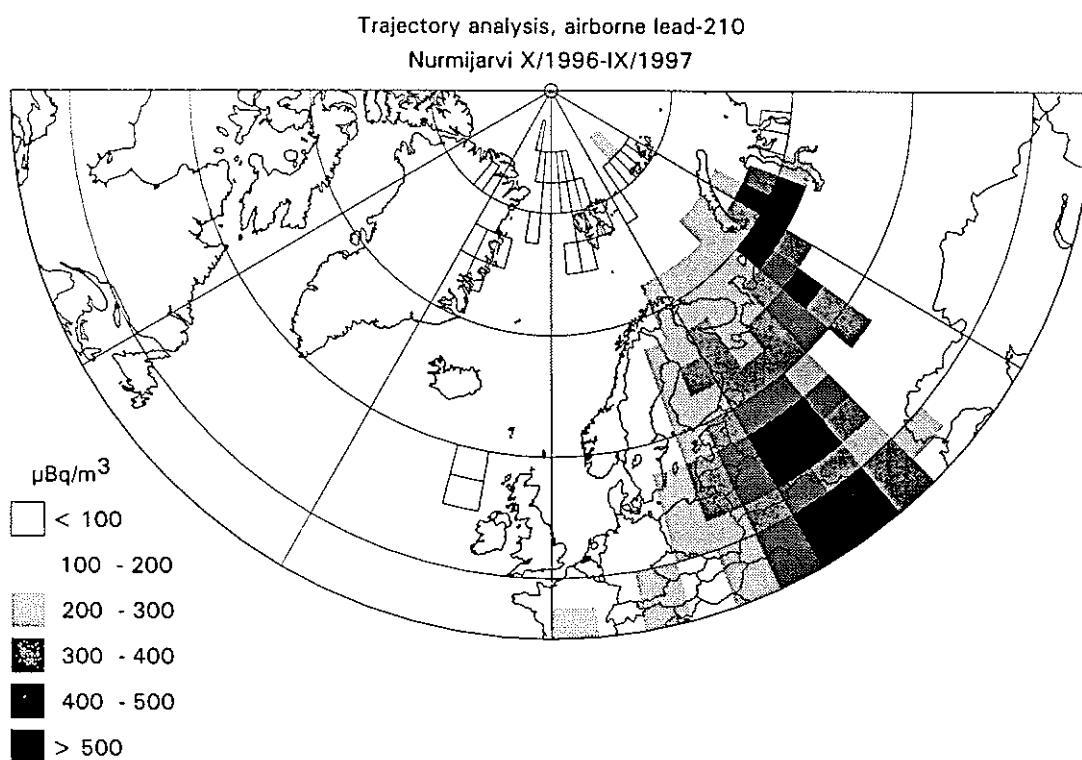 Trajectory analysis, airborne lead-210
Nurmijarvi X/1996-IX/1997
µBq/m³
< 100
100 - 200
200 - 300
300 - 400
400 - 500
> 500